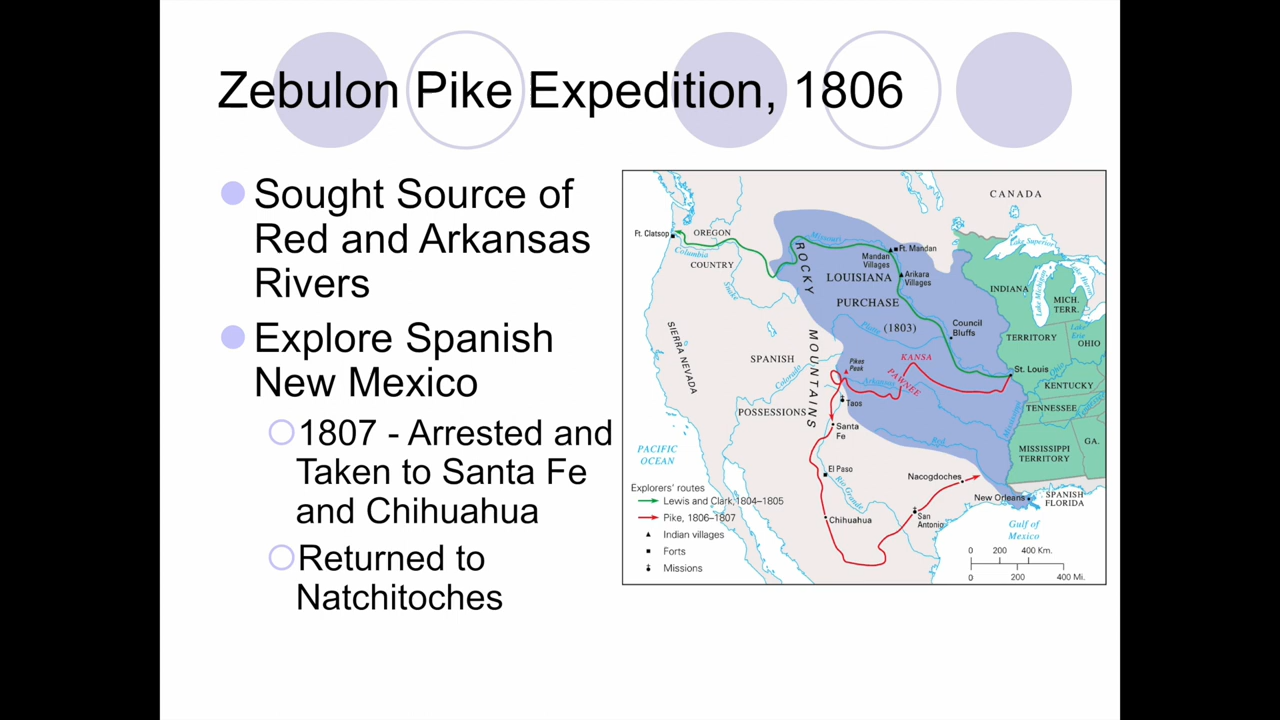 Zebulon Pike Expedition, 1806
Sought Source of
Red and Arkansas
Rivers
Explore Spanish
New Mexico
1807 - Arrested and
Taken to Santa Fe
and Chihuahua
Returned to
Natchitoches
CANADA
Ft. Clatsop
OREGON
Columbia
COUNTRY
Snake
Missouri
Ft. Mandan
Mandan
Villages
Arikara
Villages
ROCKY
MOUNTAINS
LOUISIANA
PURCHASE
(1803)
Platte
Council
Bluffs
Lake Superior
Lake Michigan
Lake Huron
Lake
Erie
INDIANA
TERRITORY
MICH.
TERR.
OHIO
Ohio
St. Louis
KENTUCKY
TENNESSEE
Mississippi
MISSISSIPPI
TERRITORY
GA.
SIERRA NEVADA
SPANISH
POSSESSIONS
Colorado
Pikes
Peak
KANSA
PAWNEE
Arkansas
Taos
Santa
Fe
Red
PACIFIC
OCEAN
El Paso
Rio Grande
Nacogdoches
New Orleans
SPANISH
FLORIDA
San
Antonio
Chihuahua
Gulf of
Mexico
Explorers' routes
Lewis and Clark, 1804–1805
Pike, 1806–1807
Indian villages
Forts
Missions
0 200 400 Km.
0 200 400 Mi.